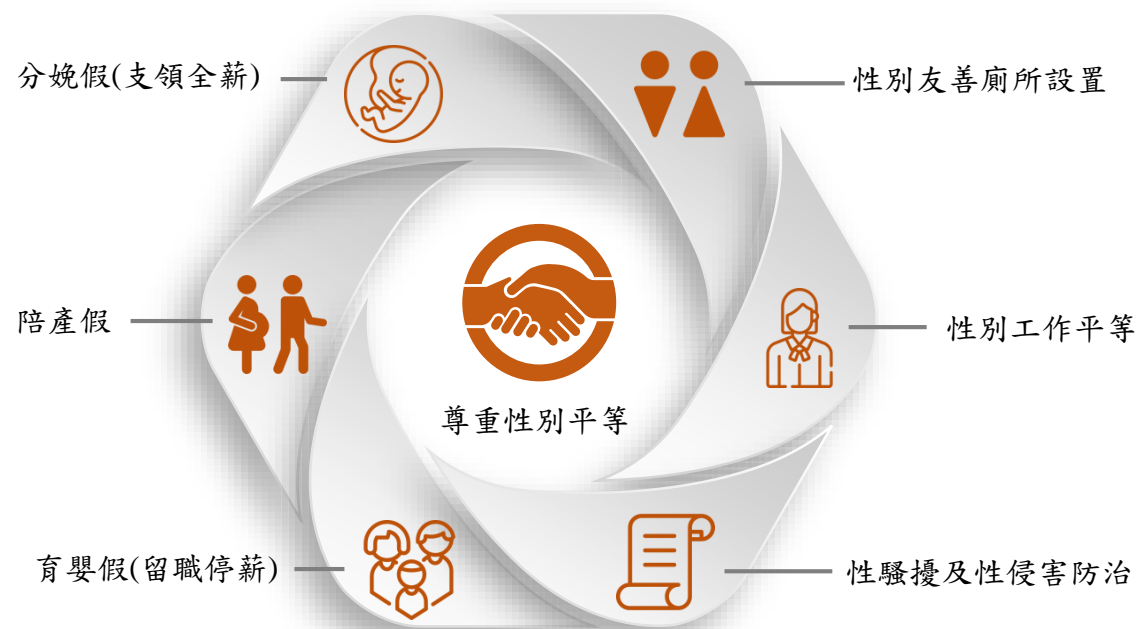 分娩假(支領全薪)
性別友善廁所設置
陪產假
性別工作平等
尊重性別平等
育嬰假(留職停薪)
性騷擾及性侵害防治